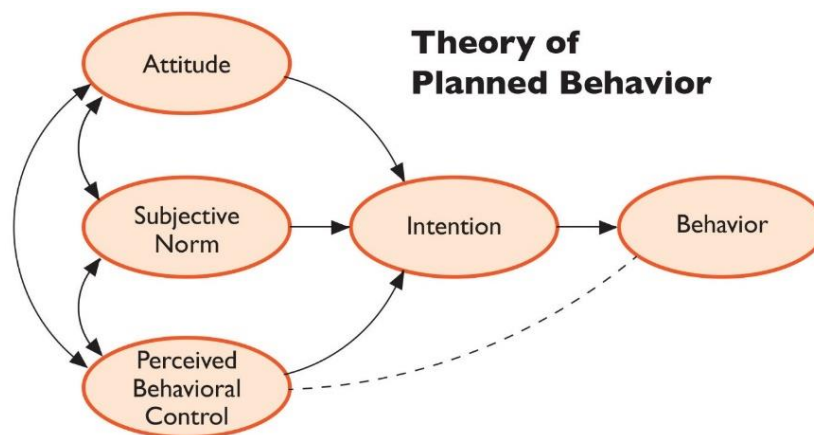 Theory of
Planned Behavior
Attitude
Subjective
Norm
Intention
Behavior
Perceived
Behavioral
Control